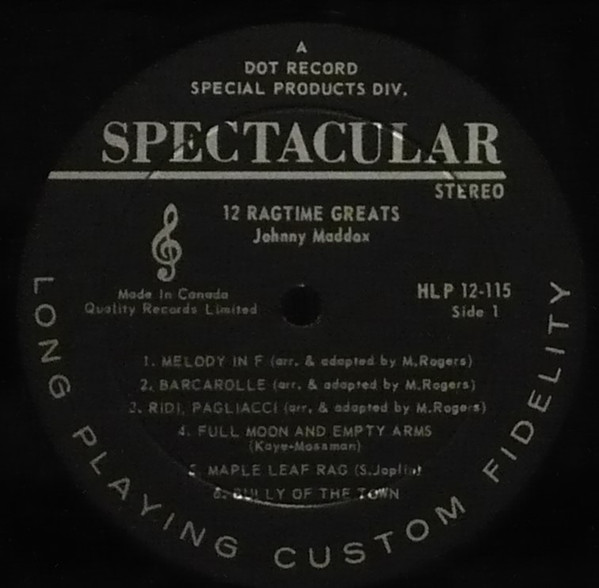 A
DOT RECORD
SPECIAL PRODUCTS DIV.
SPECTACULAR
STEREO
12 RAGTIME GREATS
Johnny Maddox
Made In Canada
Quality Records Limited
HLP 12-115
Side 1
1. MELODY IN F (arr. & adapted by M.Rogers)
2. BARCAROLLE (arr. & adapted by M.Rogers)
3. RIDI, PAGLIACCI (arr. & adapted by M.Rogers)
4. FULL MOON AND EMPTY ARMS
(Kaye-Mossman)
5. MAPLE LEAF RAG (S.Joplin)
6. BULLY OF THE TOWN
LONG PLAYING CUSTOM FIDELITY